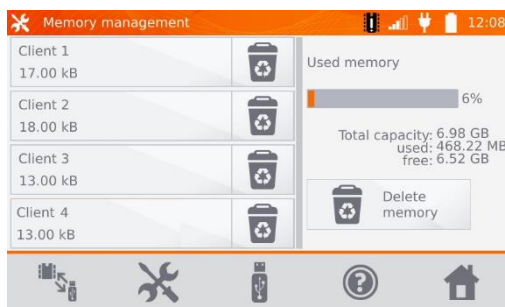 Memory management
12:08
Client 1
17.00 kB
Client 2
18.00 kB
Client 3
13.00 kB
Client 4
13.00 kB
Used memory
6%
Total capacity: 6.98 GB
used: 468.22 MB
free: 6.52 GB
Delete
memory